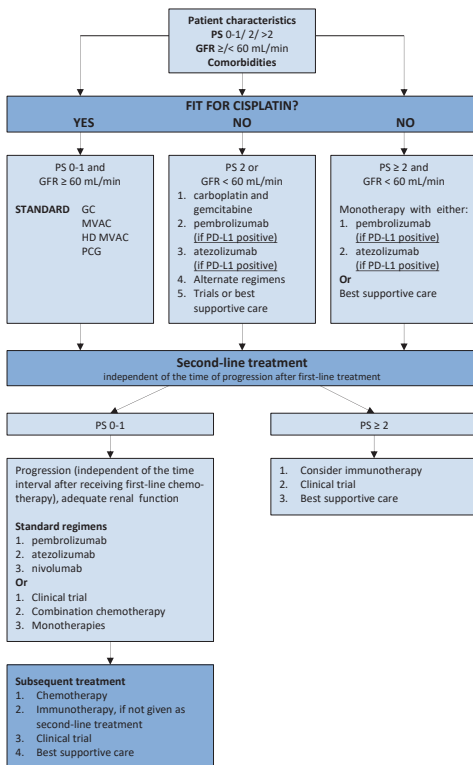 Patient characteristics
PS 0-1/ 2/ >2
GFR ≥/< 60 mL/min
Comorbidities
FIT FOR CISPLATIN?
YES
NO
NO
PS 0-1 and
GFR ≥ 60 mL/min
STANDARD GC
MVAC
HD MVAC
PCG
PS 2 or
GFR < 60 mL/min
1. carboplatin and
gemcitabine
2. pembrolizumab
(if PD-L1 positive)
3. atezolizumab
(if PD-L1 positive)
4. Alternate regimens
5. Trials or best
supportive care
PS ≥ 2 and
GFR < 60 mL/min
Monotherapy with either:
1. pembrolizumab
(if PD-L1 positive)
2. atezolizumab
(if PD-L1 positive)
Or
Best supportive care
Second-line treatment
independent of the time of progression after first-line treatment
PS 0-1
Progression (independent of the time
interval after receiving first-line chemo-
therapy), adequate renal function
Standard regimens
1. pembrolizumab
2. atezolizumab
3. nivolumab
Or
1. Clinical trial
2. Combination chemotherapy
3. Monotherapies
PS ≥ 2
1. Consider immunotherapy
2. Clinical trial
3. Best supportive care
Subsequent treatment
1. Chemotherapy
2. Immunotherapy, if not given as
second-line treatment
3. Clinical trial
4. Best supportive care